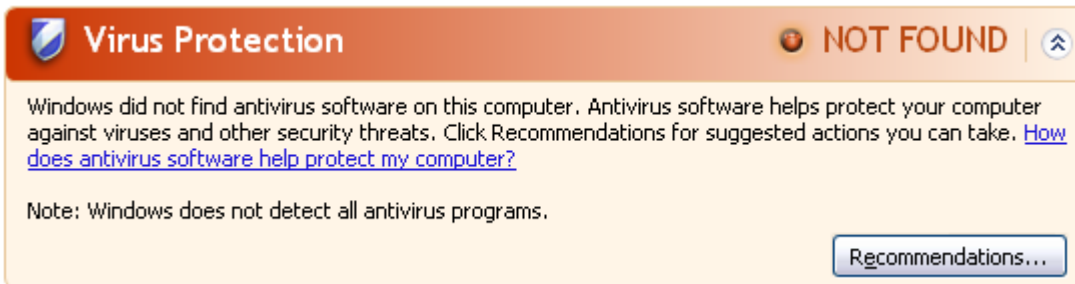 Virus Protection NOT FOUND
Windows did not find antivirus software on this computer. Antivirus software helps protect your computer
against viruses and other security threats. Click Recommendations for suggested actions you can take. How
does antivirus software help protect my computer?
Note: Windows does not detect all antivirus programs.
Recommendations...